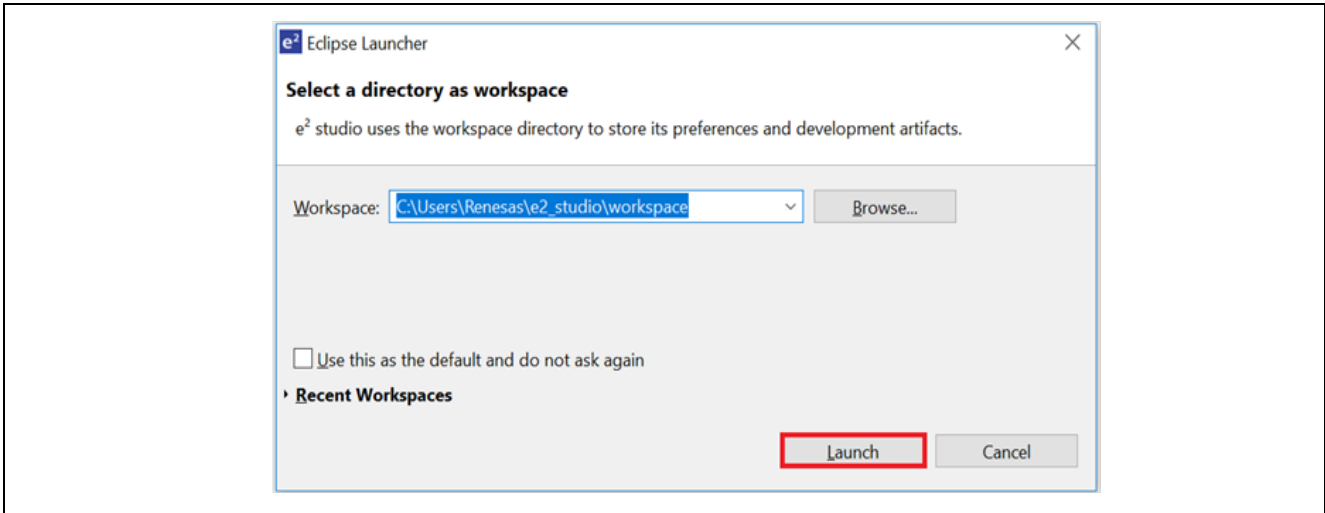 e² Eclipse Launcher
Select a directory as workspace
e² studio uses the workspace directory to store its preferences and development artifacts.
Workspace: C:\Users\Renesas\e2_studio\workspace Browse...
Use this as the default and do not ask again
Recent Workspaces
Launch Cancel